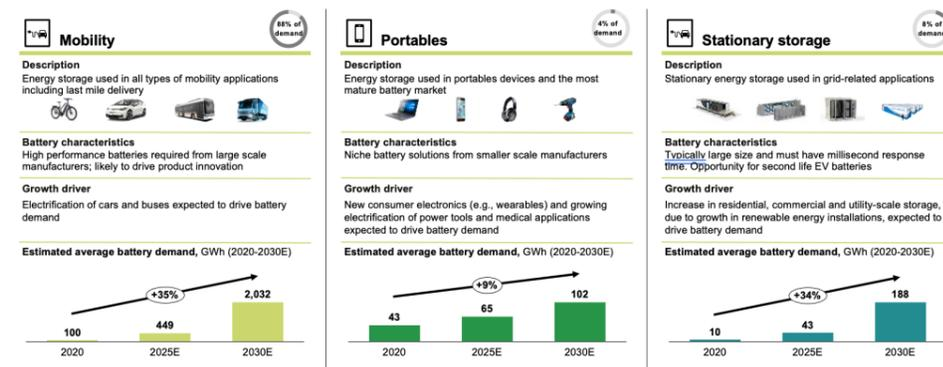 88% of
demand
Mobility
Description
Energy storage used in all types of mobility applications
including last mile delivery
Battery characteristics
High performance batteries required from large scale
manufacturers; likely to drive product innovation
Growth driver
Electrification of cars and buses expected to drive battery
demand
Estimated average battery demand, GWh (2020-2030E)
+35%
100
449
2,032
2020
2025E
2030E
4% of
demand
Portables
Description
Energy storage used in portables devices and the most
mature battery market
Battery characteristics
Niche battery solutions from smaller scale manufacturers
Growth driver
New consumer electronics (e.g., wearables) and growing
electrification of power tools and medical applications
expected to drive battery demand
Estimated average battery demand, GWh (2020-2030E)
+9%
43
65
102
2020
2025E
2030E
8% of
demand
Stationary storage
Description
Stationary energy storage used in grid-related applications
Battery characteristics
Typically large size and must have millisecond response
time. Opportunity for second life EV batteries
Growth driver
Increase in residential, commercial and utility-scale storage,
due to growth in renewable energy installations, expected to
drive battery demand
Estimated average battery demand, GWh (2020-2030E)
+34%
10
43
188
2020
2025E
2030E